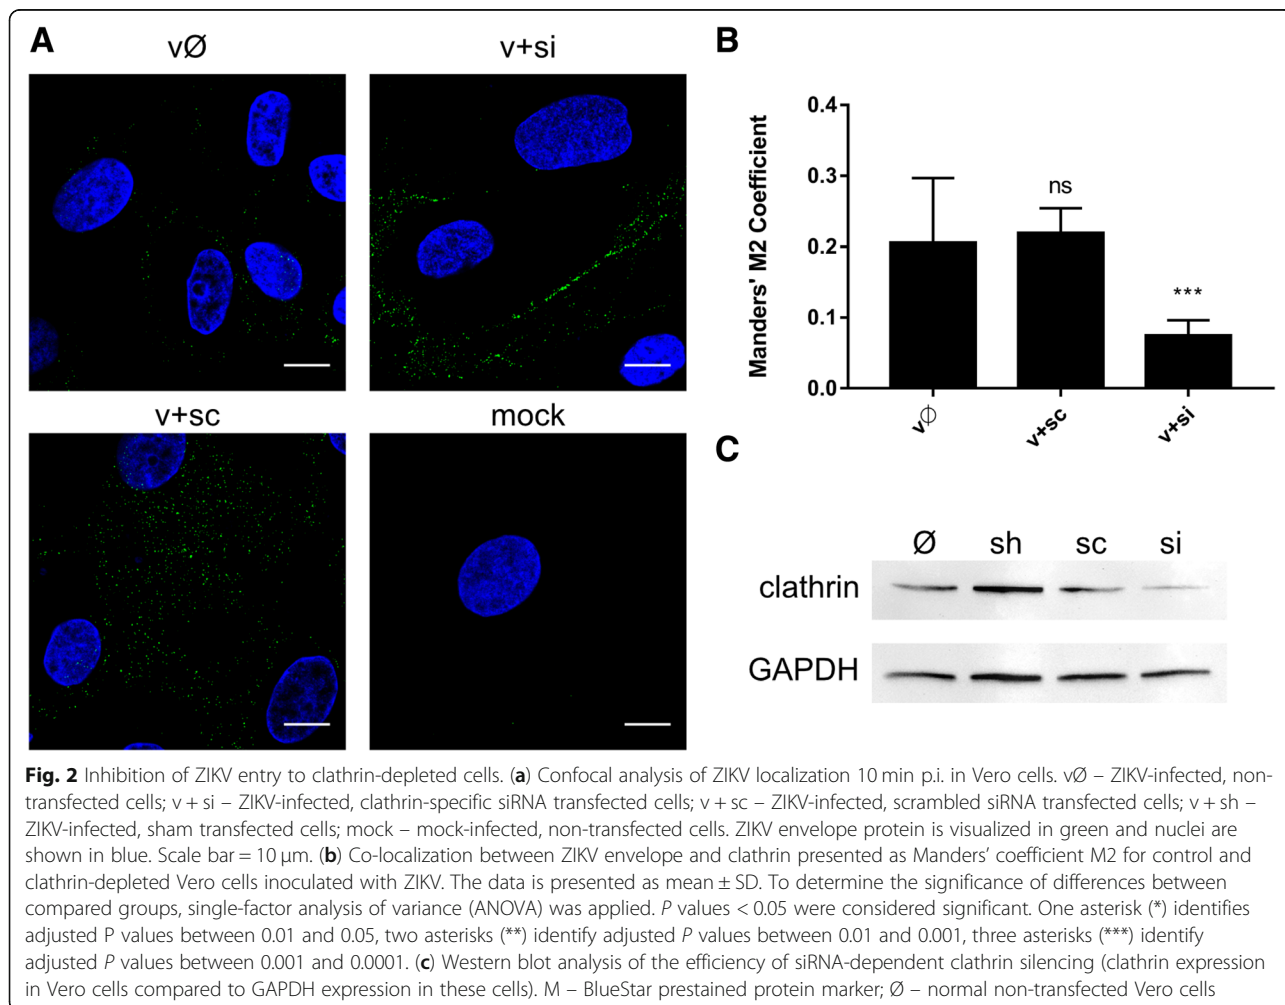 A
vØ
v+si
v+sc
mock
B
Manders' M2 Coefficient
0.4
0.3
0.2
0.1
0.0
ns
***
vØ
v+sc
v+si
C
Ø sh sc si
clathrin
GAPDH
Fig. 2 Inhibition of ZIKV entry to clathrin-depleted cells. (a) Confocal analysis of ZIKV localization 10 min p.i. in Vero cells. vØ – ZIKV-infected, non-
transfected cells; v + si – ZIKV-infected, clathrin-specific siRNA transfected cells; v + sc – ZIKV-infected, scrambled siRNA transfected cells; v + sh –
ZIKV-infected, sham transfected cells; mock – mock-infected, non-transfected cells. ZIKV envelope protein is visualized in green and nuclei are
shown in blue. Scale bar = 10 μm. (b) Co-localization between ZIKV envelope and clathrin presented as Manders' coefficient M2 for control and
clathrin-depleted Vero cells inoculated with ZIKV. The data is presented as mean ± SD. To determine the significance of differences between
compared groups, single-factor analysis of variance (ANOVA) was applied. P values < 0.05 were considered significant. One asterisk (*) identifies
adjusted P values between 0.01 and 0.05, two asterisks (**) identify adjusted P values between 0.01 and 0.001, three asterisks (***) identify
adjusted P values between 0.001 and 0.0001. (c) Western blot analysis of the efficiency of siRNA-dependent clathrin silencing (clathrin expression
in Vero cells compared to GAPDH expression in these cells). M – BlueStar prestained protein marker; Ø – normal non-transfected Vero cells